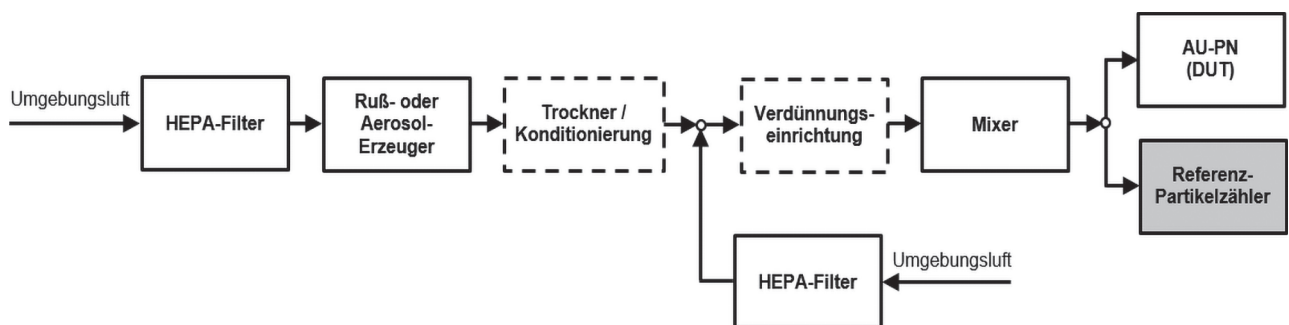 Umgebungsluft
HEPA-Filter
Ruß- oder
Aerosol-
Erzeuger
Trockner /
Konditionierung
Verdünnungs-
einrichtung
Mixer
AU-PN
(DUT)
Referenz-
Partikelzähler
HEPA-Filter
Umgebungsluft